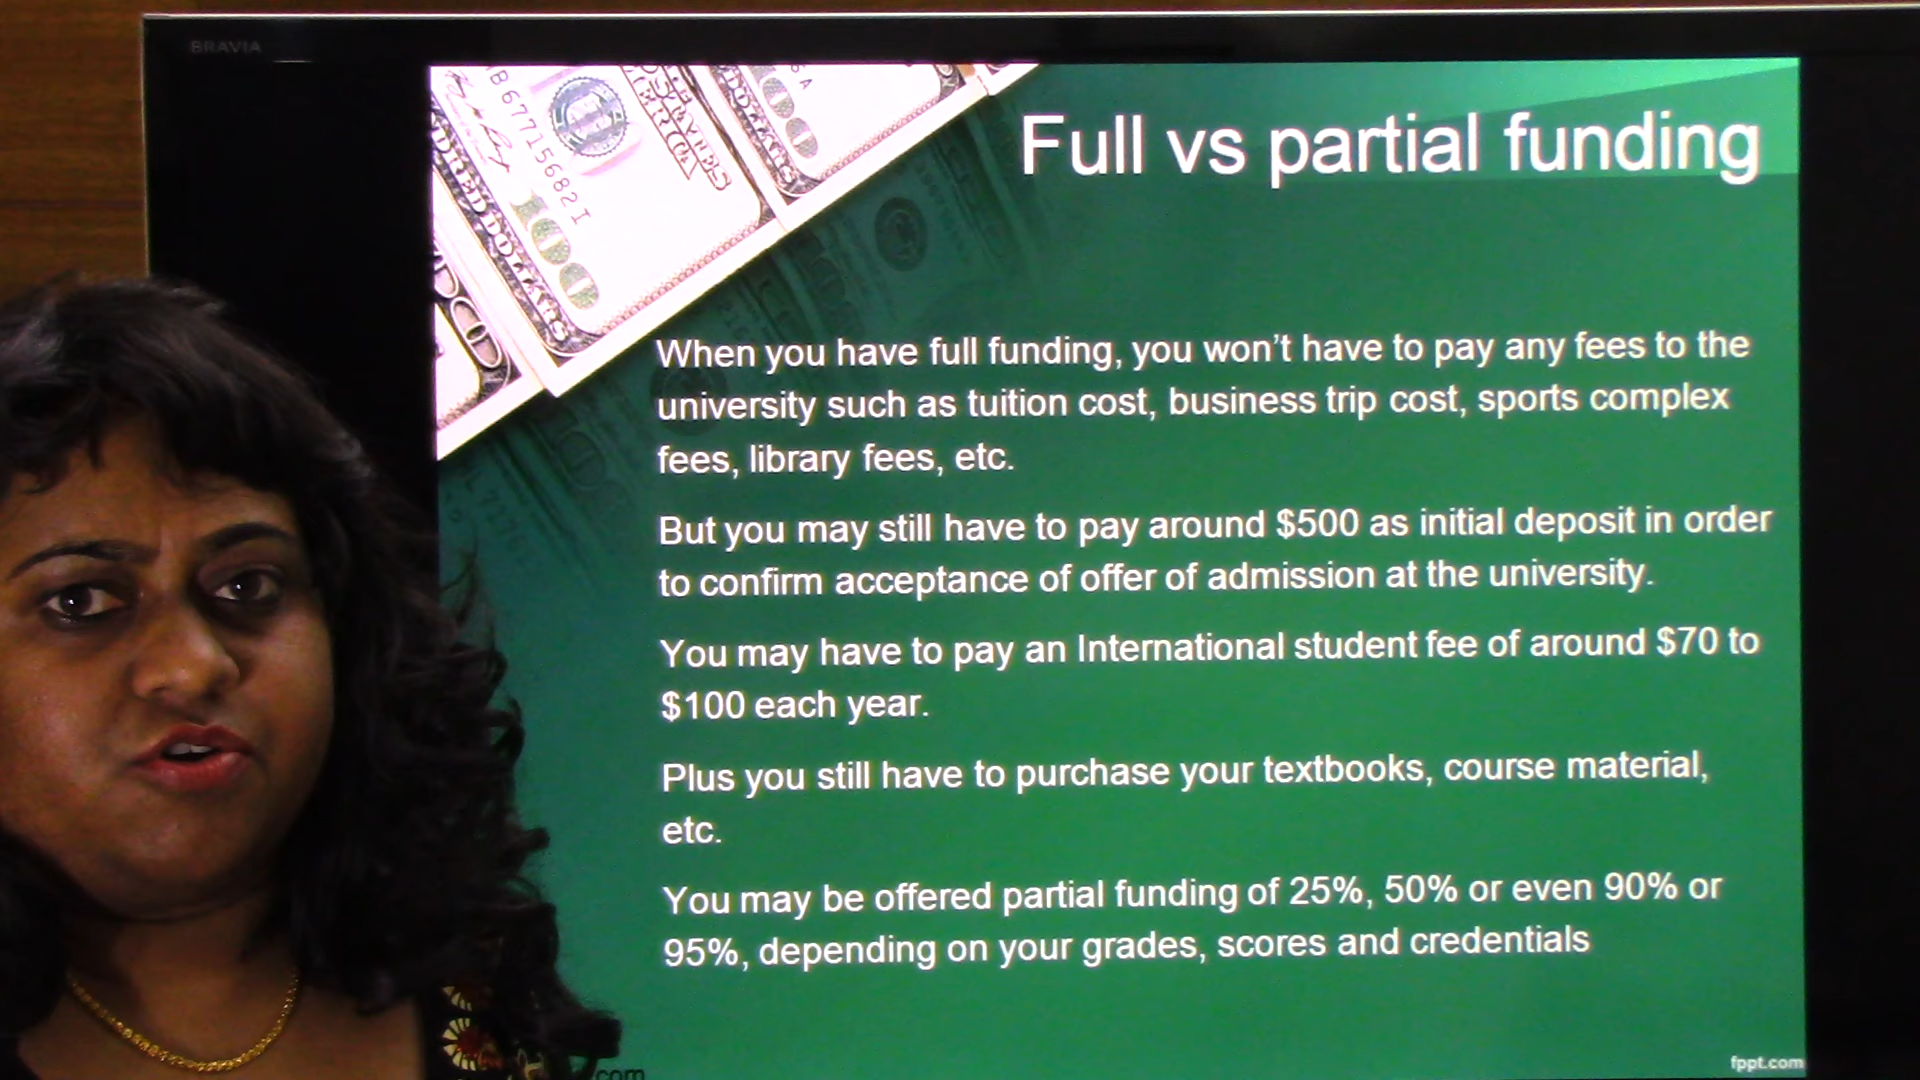 BRAVIA
B67715682I
100
100
Full vs partial funding
When you have full funding, you won't have to pay any fees to the
university such as tuition cost, business trip cost, sports complex
fees, library fees, etc.
But you may still have to pay around $500 as initial deposit in order
to confirm acceptance of offer of admission at the university.
You may have to pay an International student fee of around $70 to
$100 each year.
Plus you still have to purchase your textbooks, course material,
etc.
You may be offered partial funding of 25%, 50% or even 90% or
95%, depending on your grades, scores and credentials
fppt.com
.com